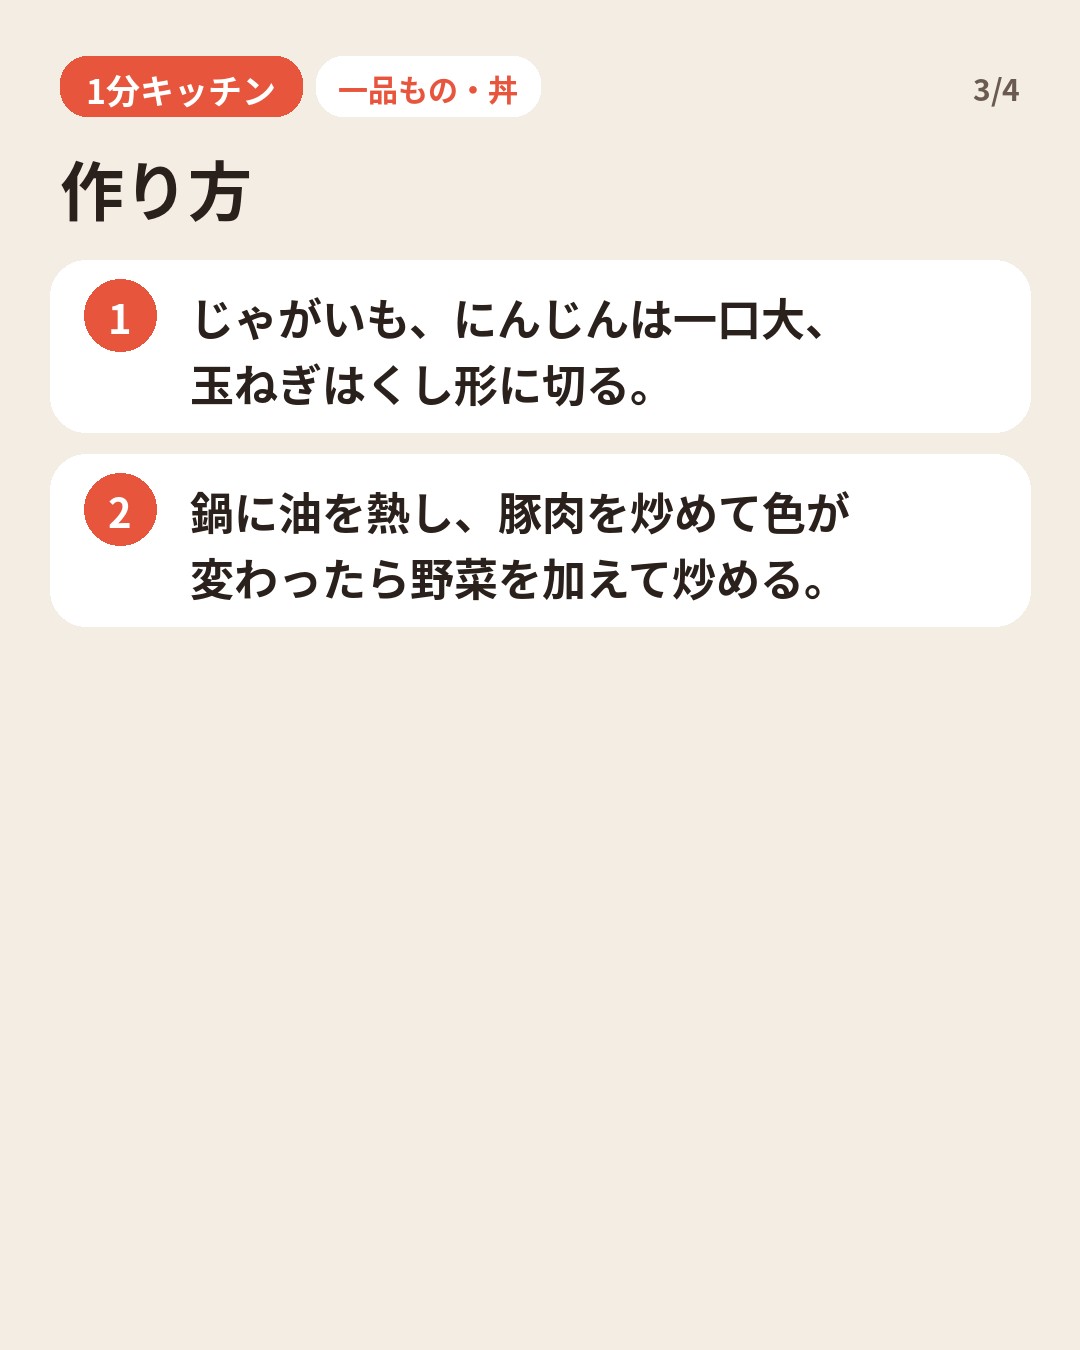 1分キッチン
一品もの・丼
3/4
作り方
1
じゃがいも、にんじんは一口大、
玉ねぎはくし形に切る。
2
鍋に油を熱し、豚肉を炒めて色が
変わったら野菜を加えて炒める。